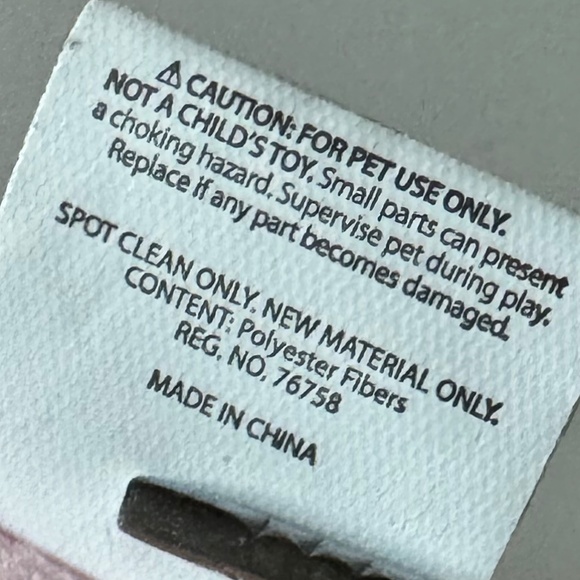 ⚠ CAUTION: FOR PET USE ONLY.
NOT A CHILD'S TOY. Small parts can present
a choking hazard. Supervise pet during play.
Replace if any part becomes damaged.
SPOT CLEAN ONLY. NEW MATERIAL ONLY.
CONTENT: Polyester Fibers
REG. NO. 76758
MADE IN CHINA